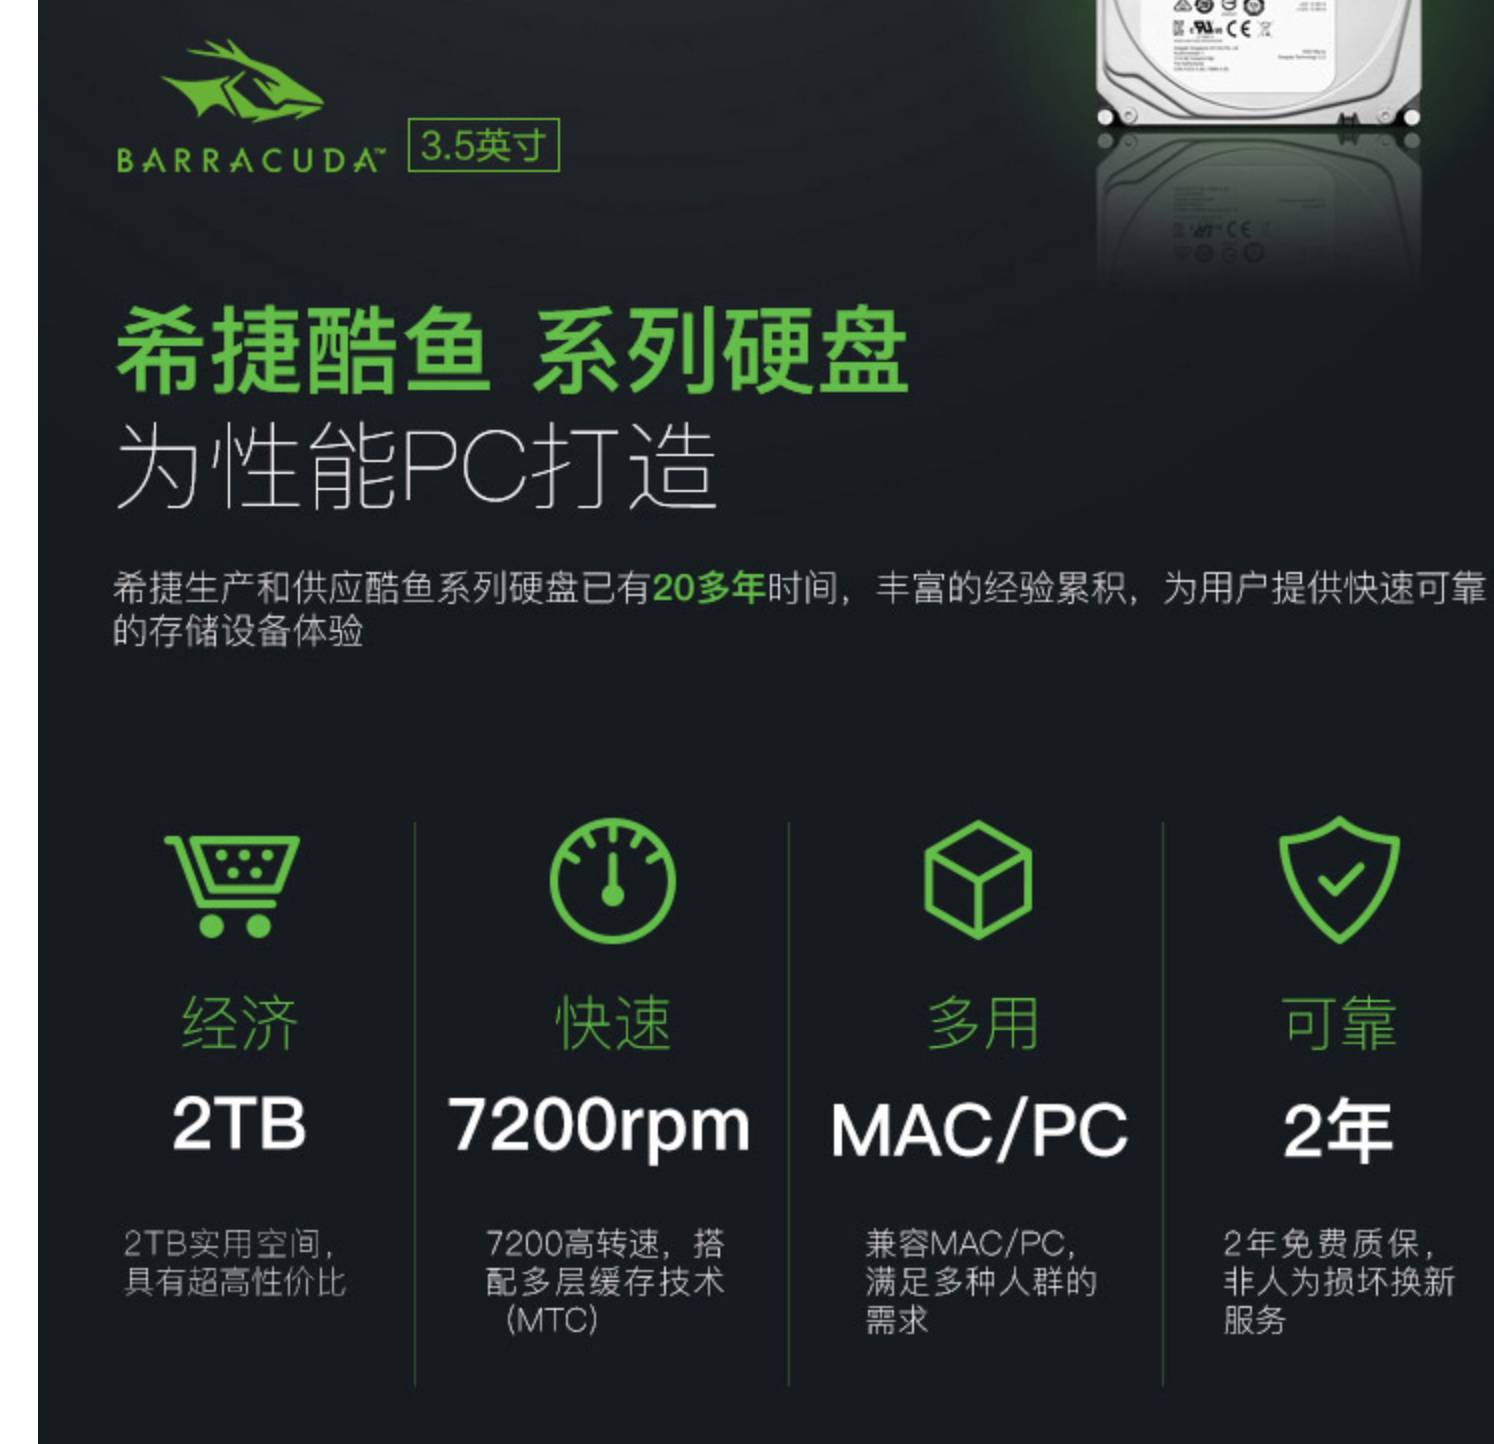 BARRACUDA™
3.5英寸
希捷酷鱼 系列硬盘
为性能PC打造
希捷生产和供应酷鱼系列硬盘已有20多年时间，丰富的经验累积，为用户提供快速可靠
的存储设备体验
经济
2TB
2TB实用空间，
具有超高性价比
快速
7200rpm
7200高转速，搭
配多层缓存技术
（MTC）
多用
MAC/PC
兼容MAC/PC，
满足多种人群的
需求
可靠
2年
2年免费质保，
非人为损坏换新
服务